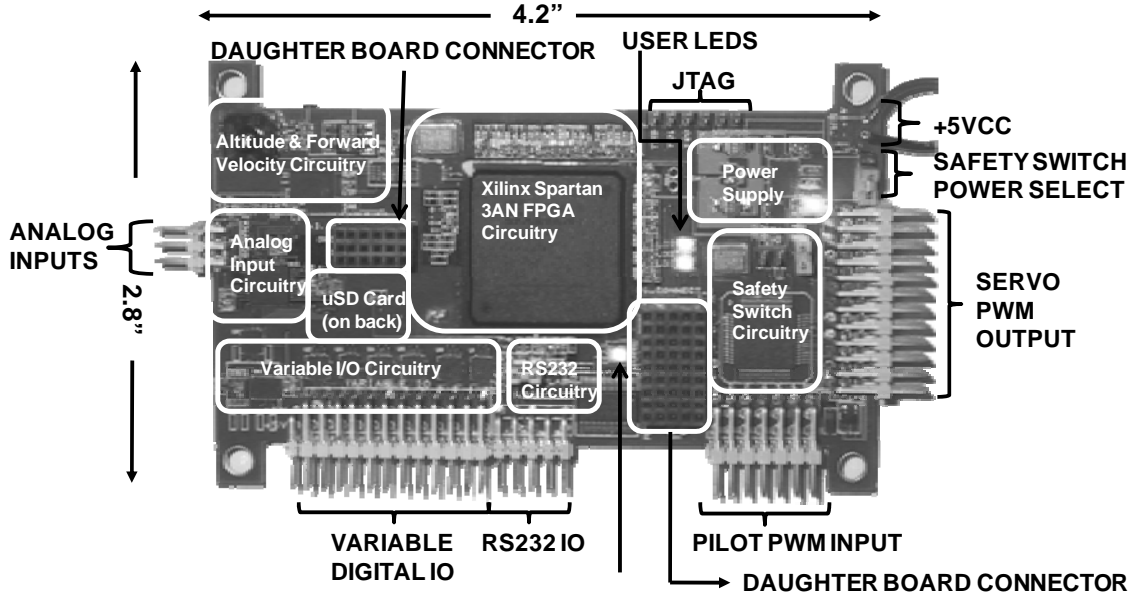 4.2”
DAUGHTER BOARD CONNECTOR
USER LEDS
JTAG
+5VCC
SAFETY SWITCH
POWER SELECT
Altitude & Forward
Velocity Circuitry
Xilinx Spartan
3AN FPGA
Circuitry
Power
Supply
ANALOG
INPUTS
Analog
Input
Circuitry
uSD Card
(on back)
Safety
Switch
Circuitry
SERVO
PWM
OUTPUT
2.8”
Variable I/O Circuitry
RS232
Circuitry
VARIABLE
DIGITAL IO
RS232 IO
PILOT PWM INPUT
DAUGHTER BOARD CONNECTOR